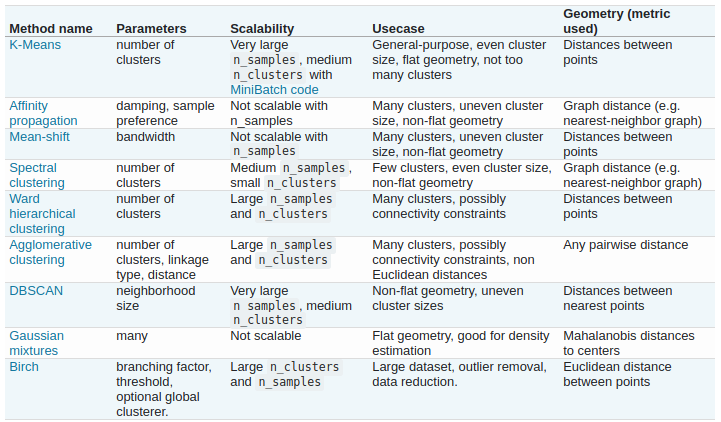 Method name Parameters Scalability Usecase Geometry (metric used)
K-Means number of clusters Very large n_samples, medium n_clusters with MiniBatch code General-purpose, even cluster size, flat geometry, not too many clusters Distances between points
Affinity propagation damping, sample preference Not scalable with n_samples Many clusters, uneven cluster size, non-flat geometry Graph distance (e.g. nearest-neighbor graph)
Mean-shift bandwidth Not scalable with n_samples Many clusters, uneven cluster size, non-flat geometry Distances between points
Spectral clustering number of clusters Medium n_samples, small n_clusters Few clusters, even cluster size, non-flat geometry Graph distance (e.g. nearest-neighbor graph)
Ward hierarchical clustering number of clusters Large n_samples and n_clusters Many clusters, possibly connectivity constraints Distances between points
Agglomerative clustering number of clusters, linkage type, distance Large n_samples and n_clusters Many clusters, possibly connectivity constraints, non Euclidean distances Any pairwise distance
DBSCAN neighborhood size Very large n_samples, medium n_clusters Non-flat geometry, uneven cluster sizes Distances between nearest points
Gaussian mixtures many Not scalable Flat geometry, good for density estimation Mahalanobis distances to centers
Birch branching factor, threshold, optional global clusterer. Large n_clusters and n_samples Large dataset, outlier removal, data reduction. Euclidean distance between points